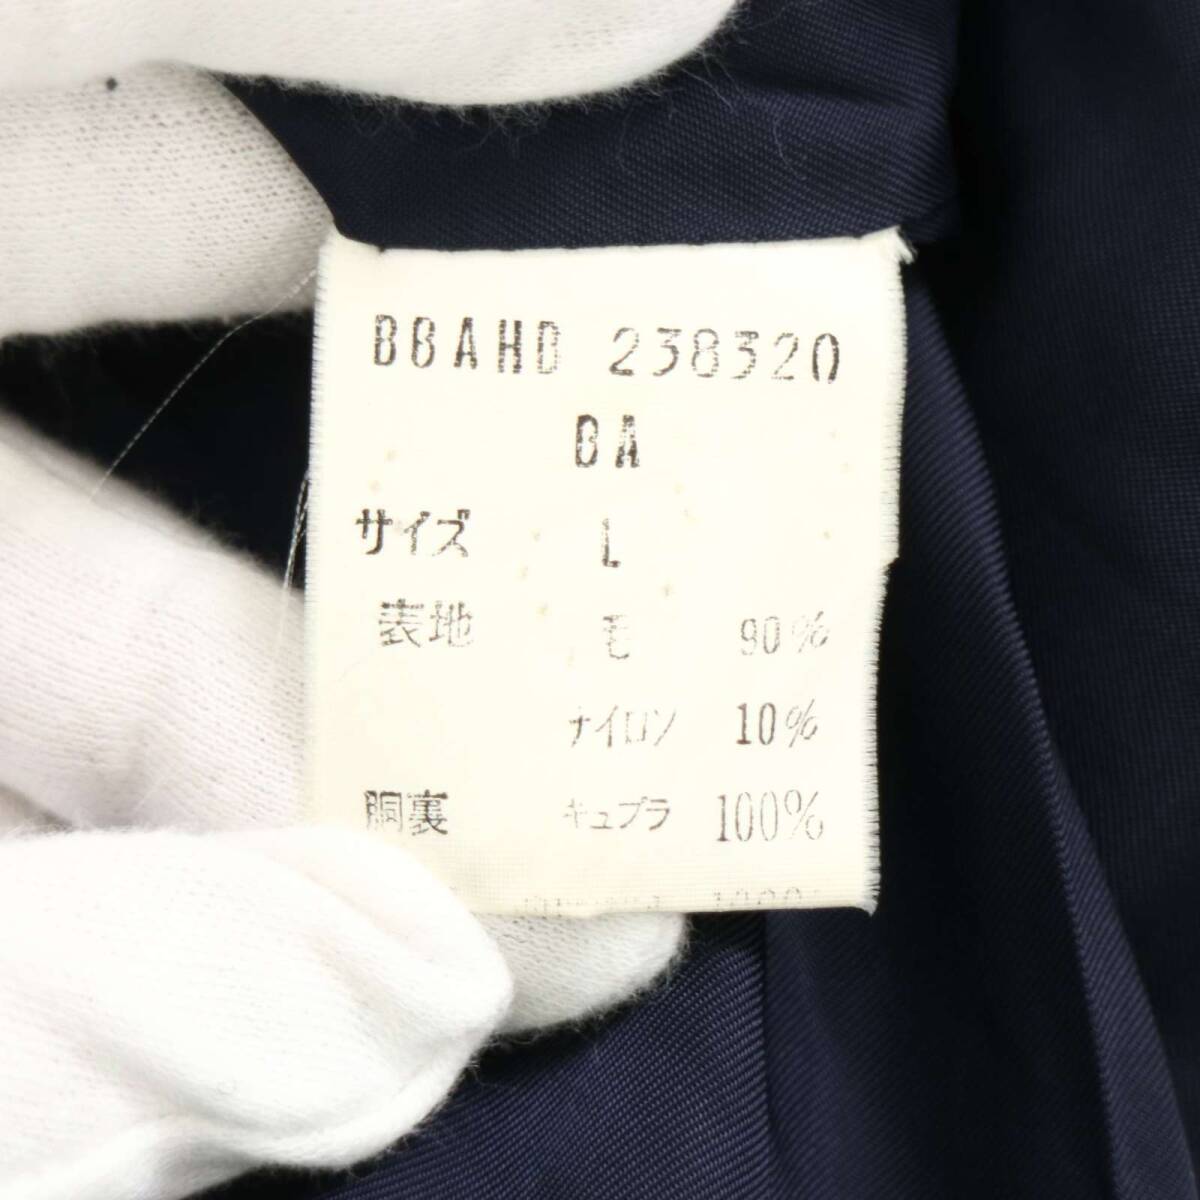 BBAHD 238320
BA
サイズ L
表地 毛 90%
ナイロン 10%
胴裏 キュプラ 100%